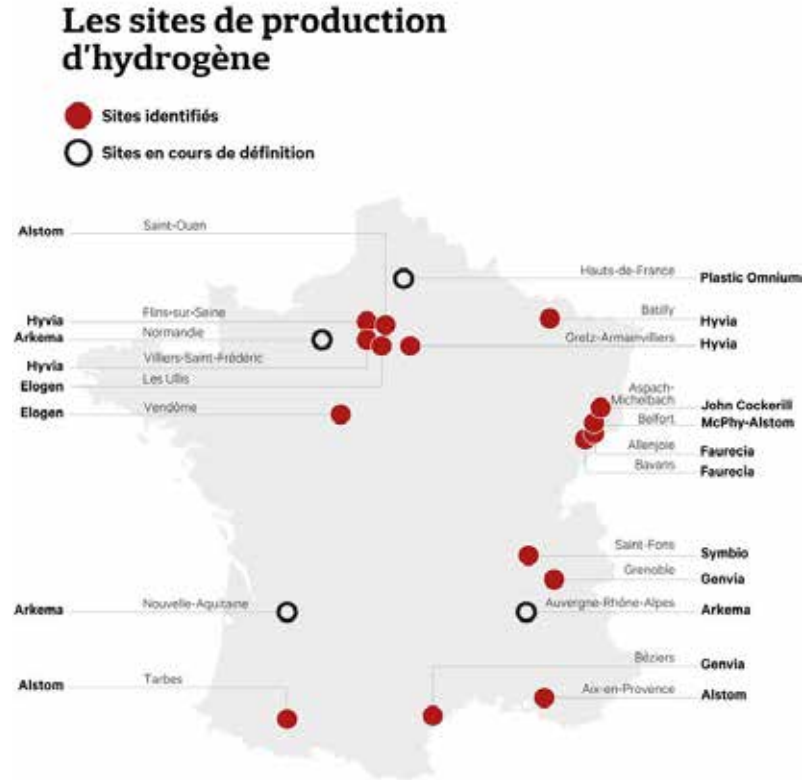 Les sites de production
d'hydrogène
Sites identifiés
Sites en cours de définition
Alstom Saint-Ouen
Hauts-de-France Plastic Omnium
Hyvia Flins-sur-Seine
Batilly Hyvia
Arkema Normandie
Gretz-Armainvilliers Hyvia
Hyvia Villiers-Saint-Frédéric
Elogen Les Ullis
Elogen Vendôme
Aspach-
Michelbach John Cockerill
Belfort McPhy-Alstom
Allenjoie Faurecia
Bavans Faurecia
Saint-Fons Symbio
Grenoble Genvia
Arkema Nouvelle-Aquitaine
Auvergne-Rhône-Alpes Arkema
Béziers Genvia
Alstom Tarbes
Aix-en-Provence Alstom